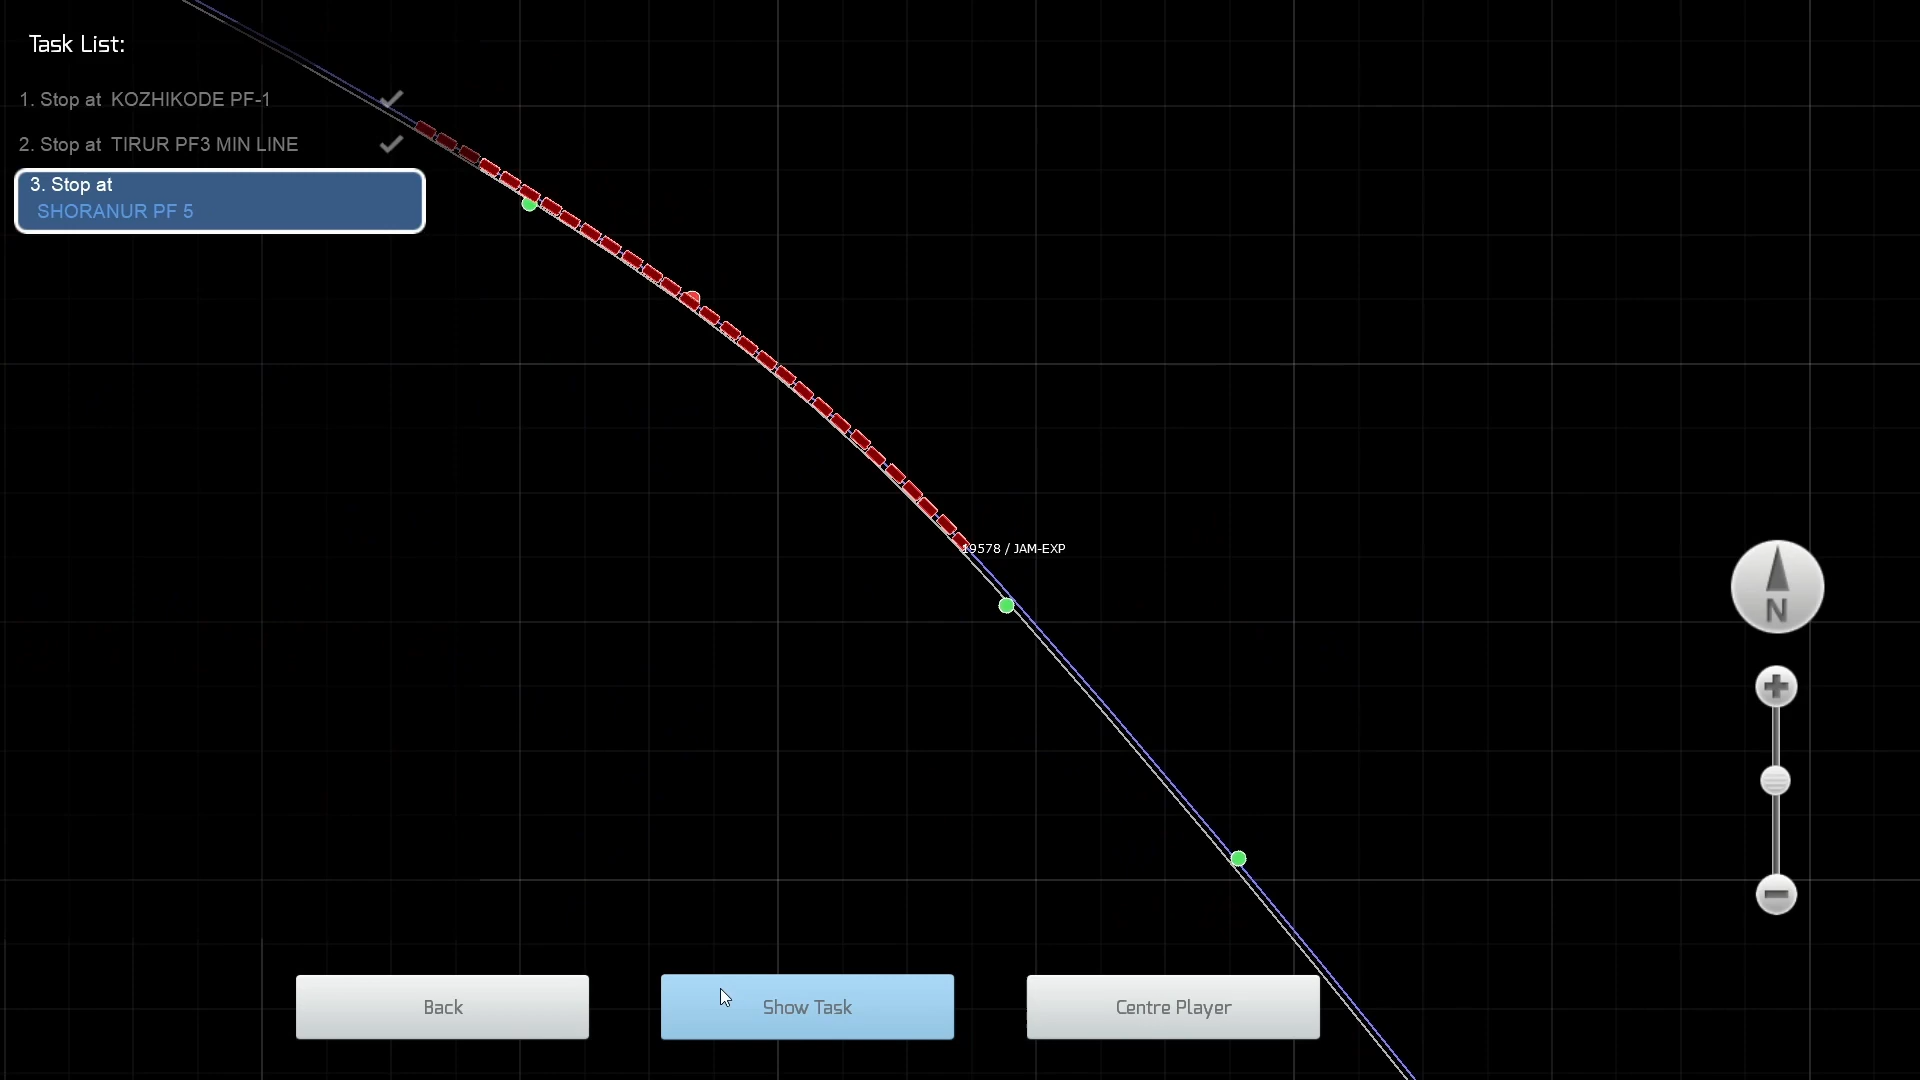 Task List:
1. Stop at KOZHIKODE PF-1
2. Stop at TIRUR PF3 MIN LINE
3. Stop at
SHORANUR PF 5
19578 / JAM-EXP
N
Back
Show Task
Centre Player